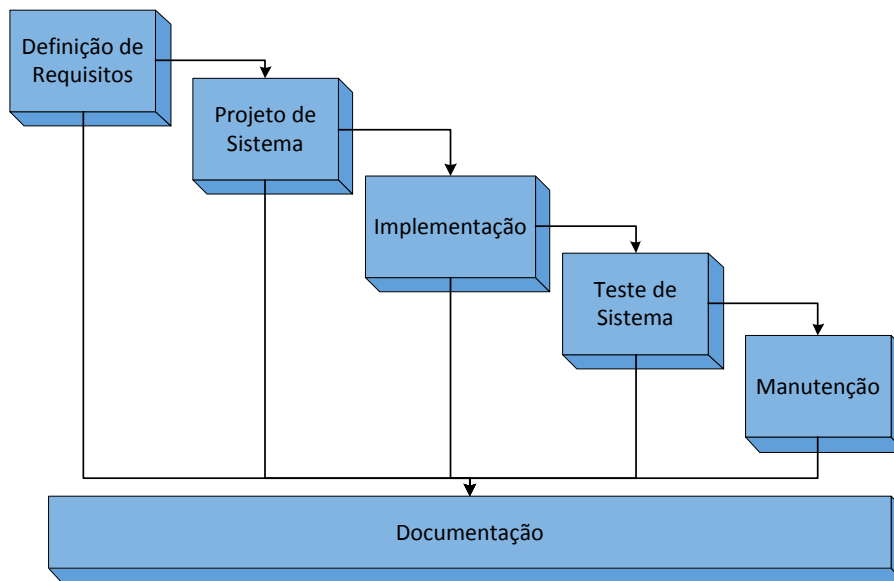 Definição de
Requisitos
Projeto de
Sistema
Implementação
Teste de
Sistema
Manutenção
Documentação